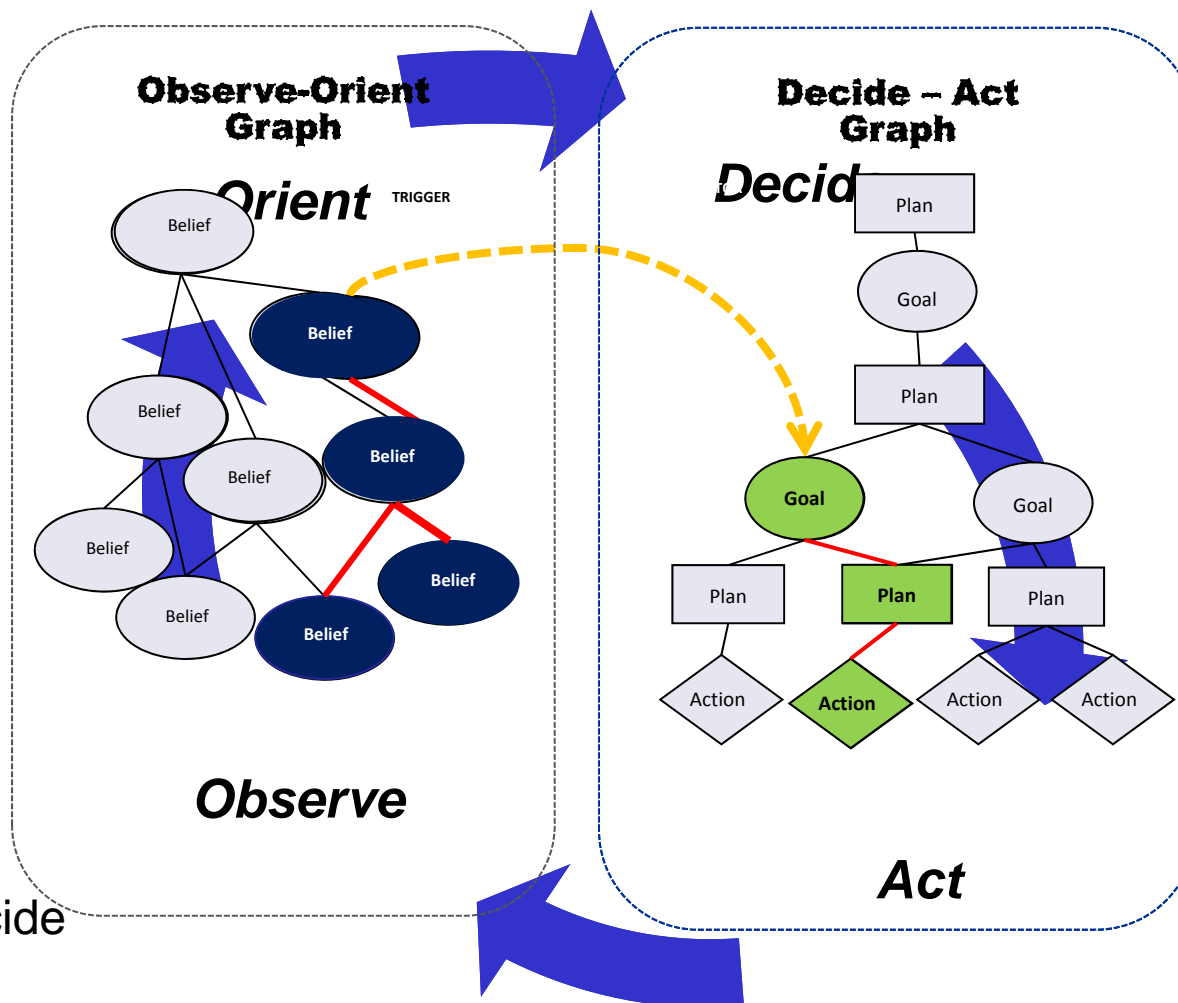 Observe-Orient
Graph
Orient
TRIGGER
Belief
Belief
Belief
Belief
Belief
Belief
Belief
Belief
Belief
Observe
Decide – Act
Graph
Decide
Plan
Goal
Plan
Goal
Goal
Plan
Plan
Plan
Action
Action
Action
Action
Act
cide